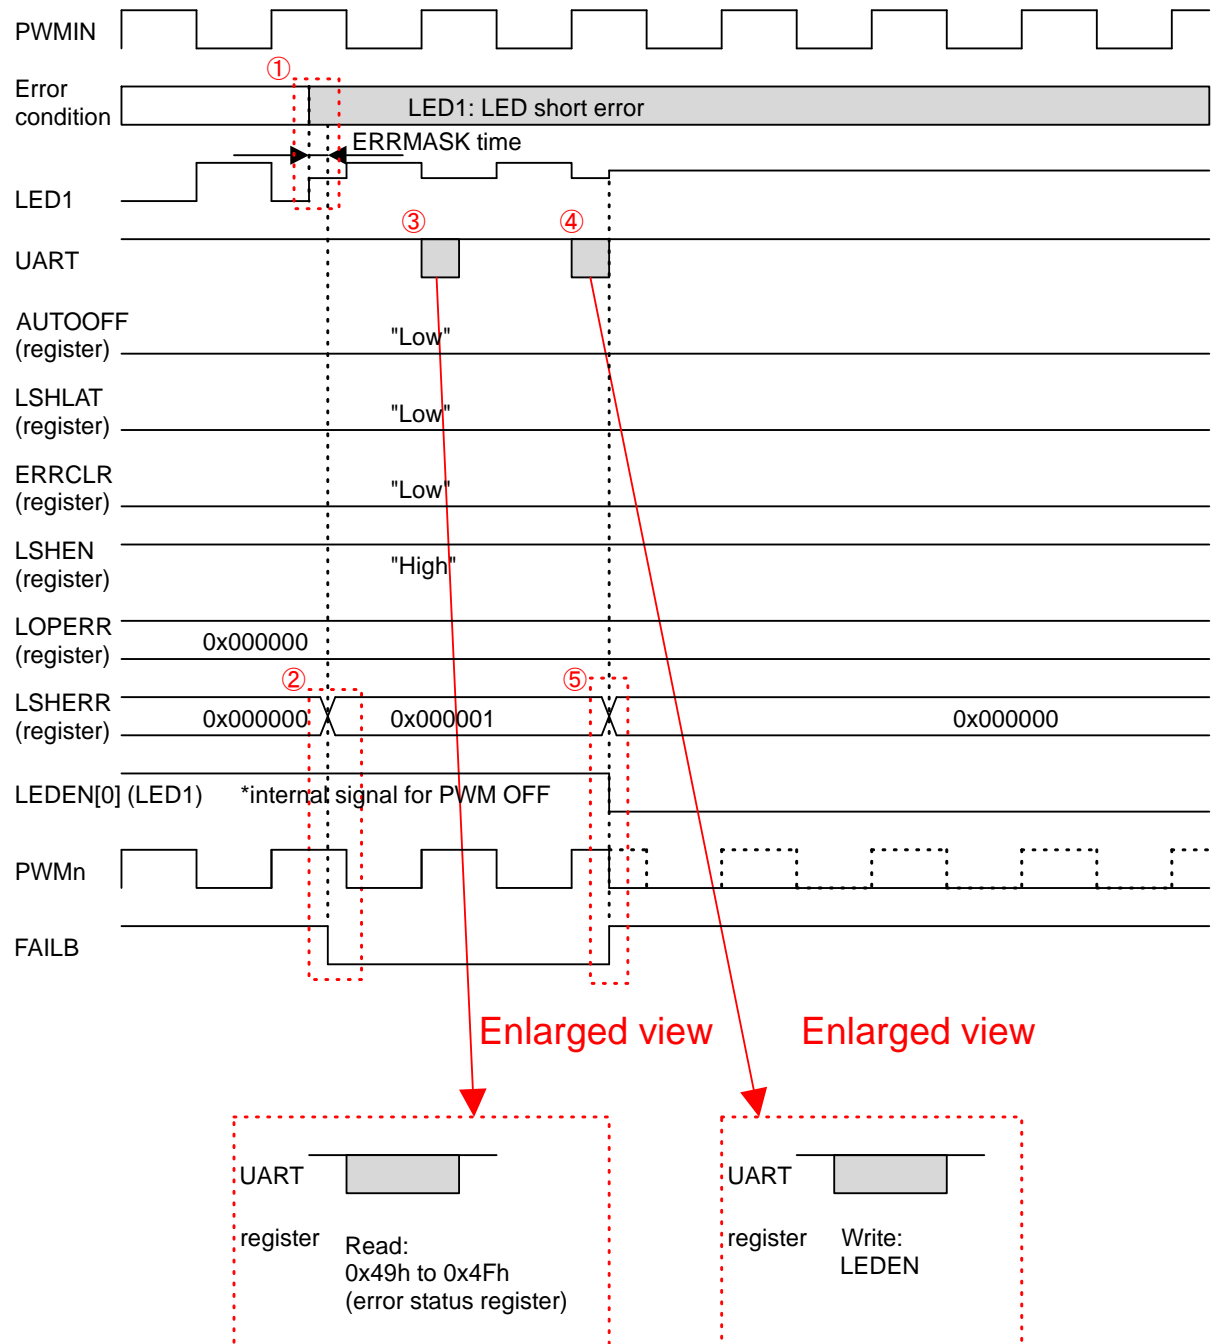 PWMIN
①
Error
condition
LED1: LED short error
ERRMASK time
LED1
③
④
UART
AUTOOFF
(register)
"Low"
LSHLAT
(register)
"Low"
ERRCLR
(register)
"Low"
LSHEN
(register)
"High"
LOPERR
(register)
0x000000
②
⑤
LSHERR
(register)
0x000000
0x000001
0x000000
LEDEN[0] (LED1)
*internal signal for PWM OFF
PWMn
FAILB
Enlarged view
Enlarged view
UART
register
Read:
0x49h to 0x4Fh
(error status register)
UART
register
Write:
LEDEN